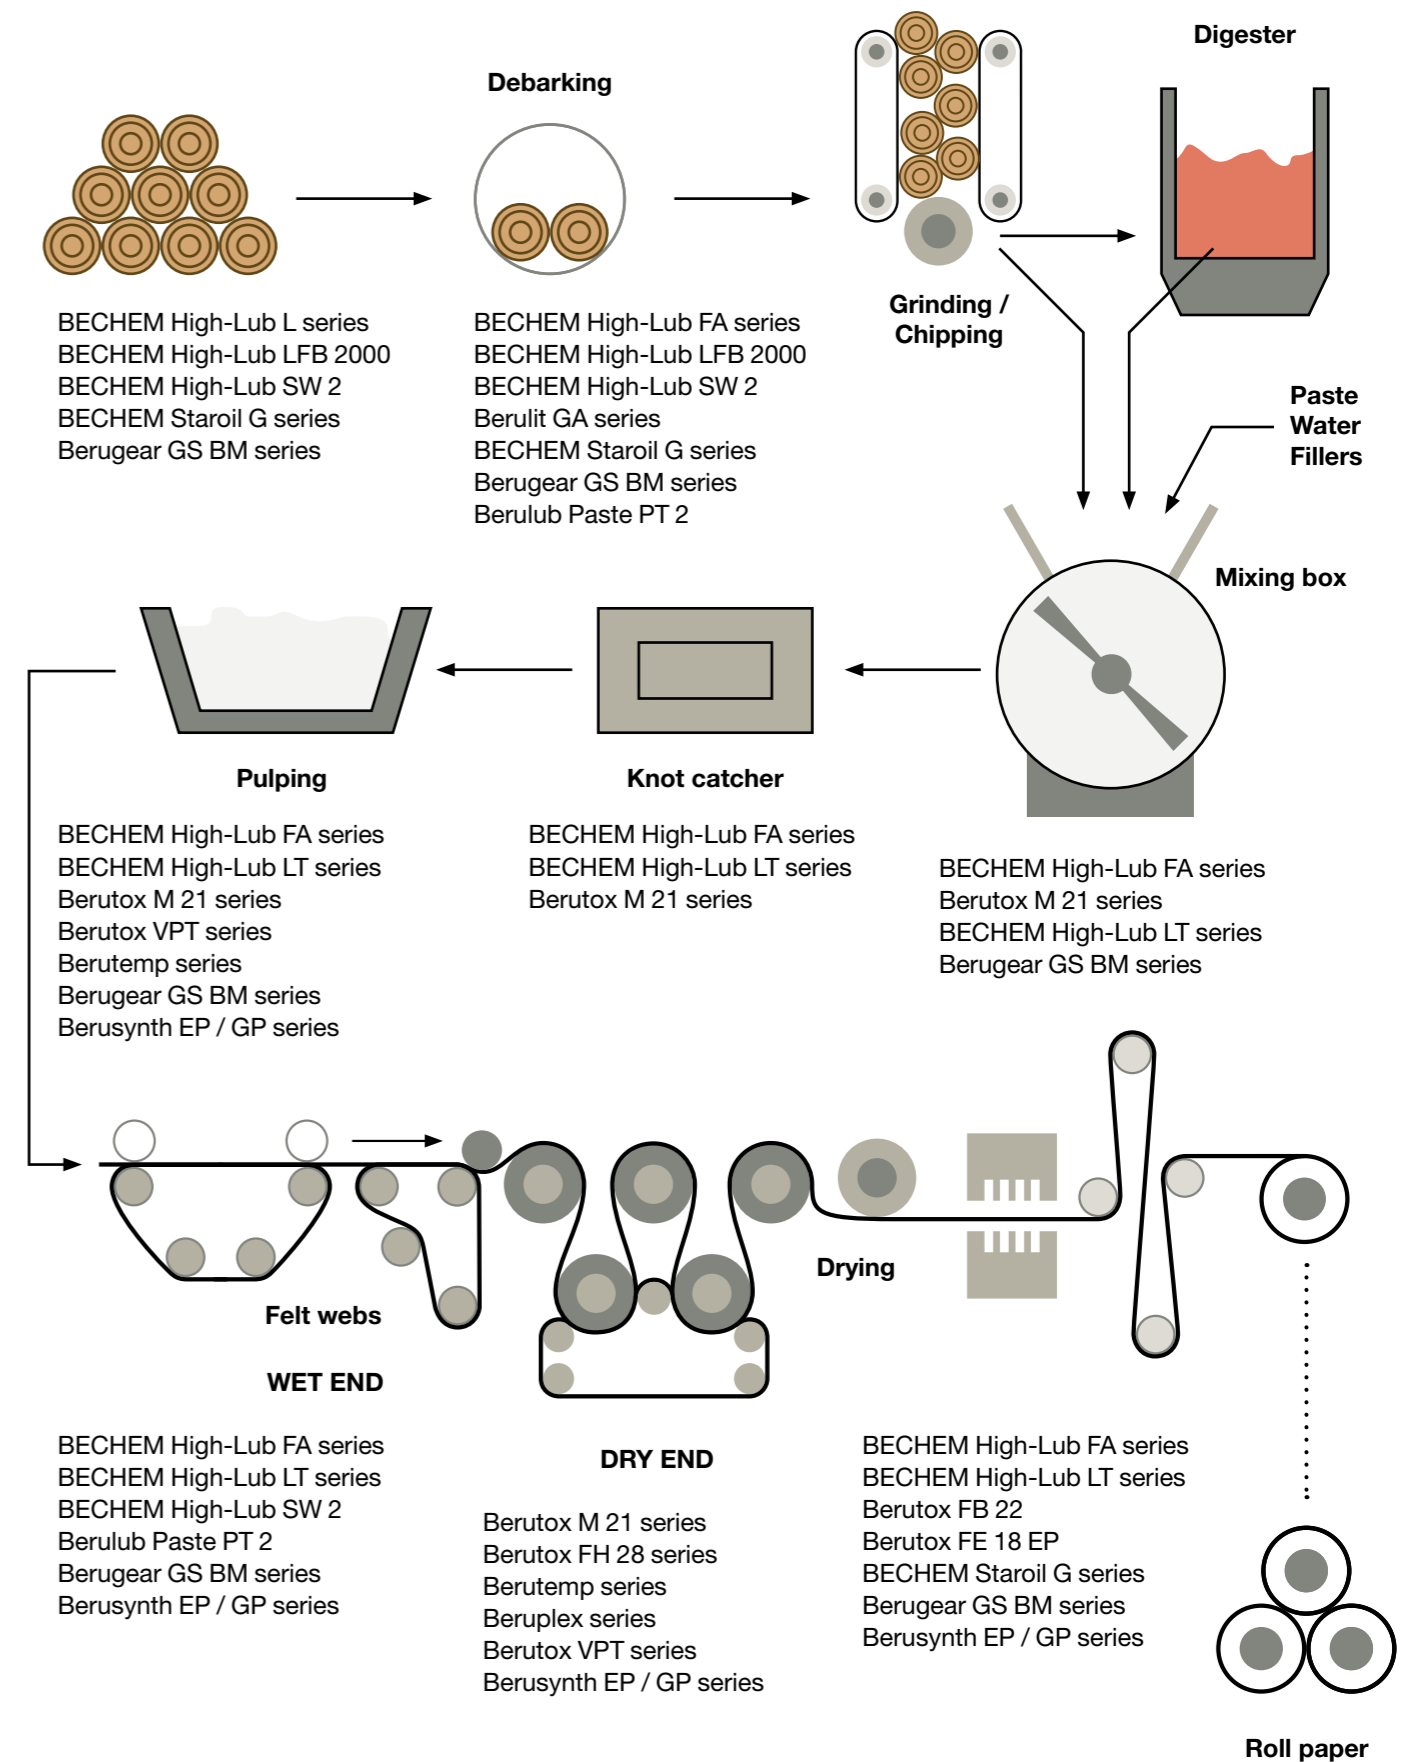 Debarking
Digester
BECHEM High-Lub L series
BECHEM High-Lub LFB 2000
BECHEM High-Lub SW 2
BECHEM Staroil G series
Berugear GS BM series
BECHEM High-Lub FA series
BECHEM High-Lub LFB 2000
BECHEM High-Lub SW 2
Berulit GA series
BECHEM Staroil G series
Berugear GS BM series
Berulub Paste PT 2
Grinding /
Chipping
Paste
Water
Fillers
Mixing box
Pulping
BECHEM High-Lub FA series
BECHEM High-Lub LT series
Berutox M 21 series
Berutox VPT series
Berutemp series
Berugear GS BM series
Berusynth EP / GP series
Knot catcher
BECHEM High-Lub FA series
BECHEM High-Lub LT series
Berutox M 21 series
BECHEM High-Lub FA series
Berutox M 21 series
BECHEM High-Lub LT series
Berugear GS BM series
Felt webs
Drying
WET END
BECHEM High-Lub FA series
BECHEM High-Lub LT series
BECHEM High-Lub SW 2
Berulub Paste PT 2
Berugear GS BM series
Berusynth EP / GP series
DRY END
Berutox M 21 series
Berutox FH 28 series
Berutemp series
Beruplex series
Berutox VPT series
Berusynth EP / GP series
BECHEM High-Lub FA series
BECHEM High-Lub LT series
Berutox FB 22
Berutox FE 18 EP
BECHEM Staroil G series
Berugear GS BM series
Berusynth EP / GP series
Roll paper